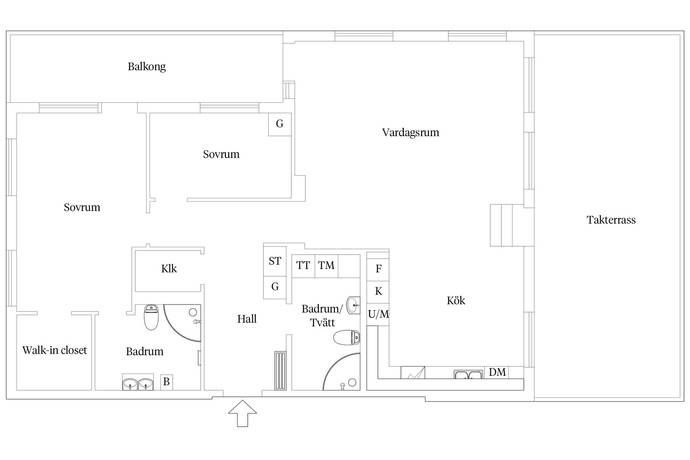 Balkong
G
Vardagsrum
Sovrum
Sovrum
Takterrass
Klk
ST
TT
TM
F
G
K
Kök
Badrum/
Tvätt
U/M
Hall
Walk-in closet
Badrum
B
DM